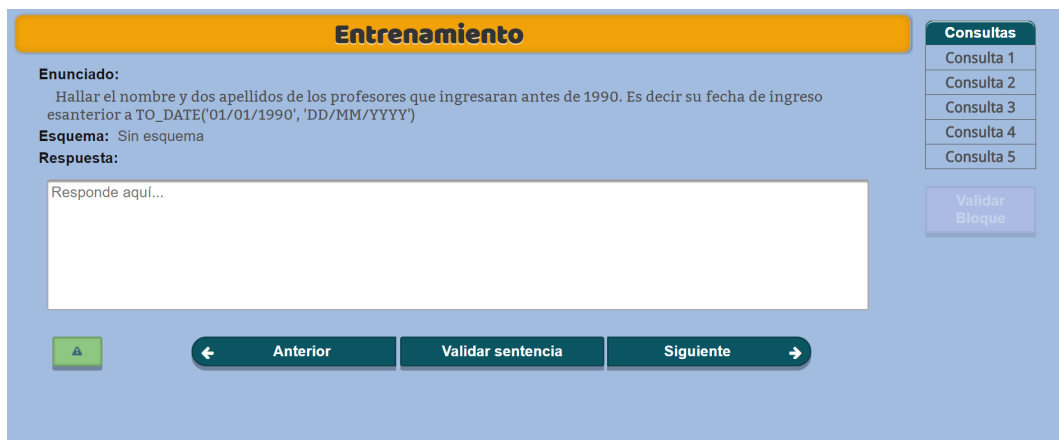 Entrenamiento
Enunciado:
Hallar el nombre y dos apellidos de los profesores que ingresaran antes de 1990. Es decir su fecha de ingreso
esanterior a TO_DATE('01/01/1990', 'DD/MM/YYYY')
Esquema: Sin esquema
Respuesta:
Responde aquí...
Anterior
Validar sentencia
Siguiente
Consultas
Consulta 1
Consulta 2
Consulta 3
Consulta 4
Consulta 5
Validar
Bloque